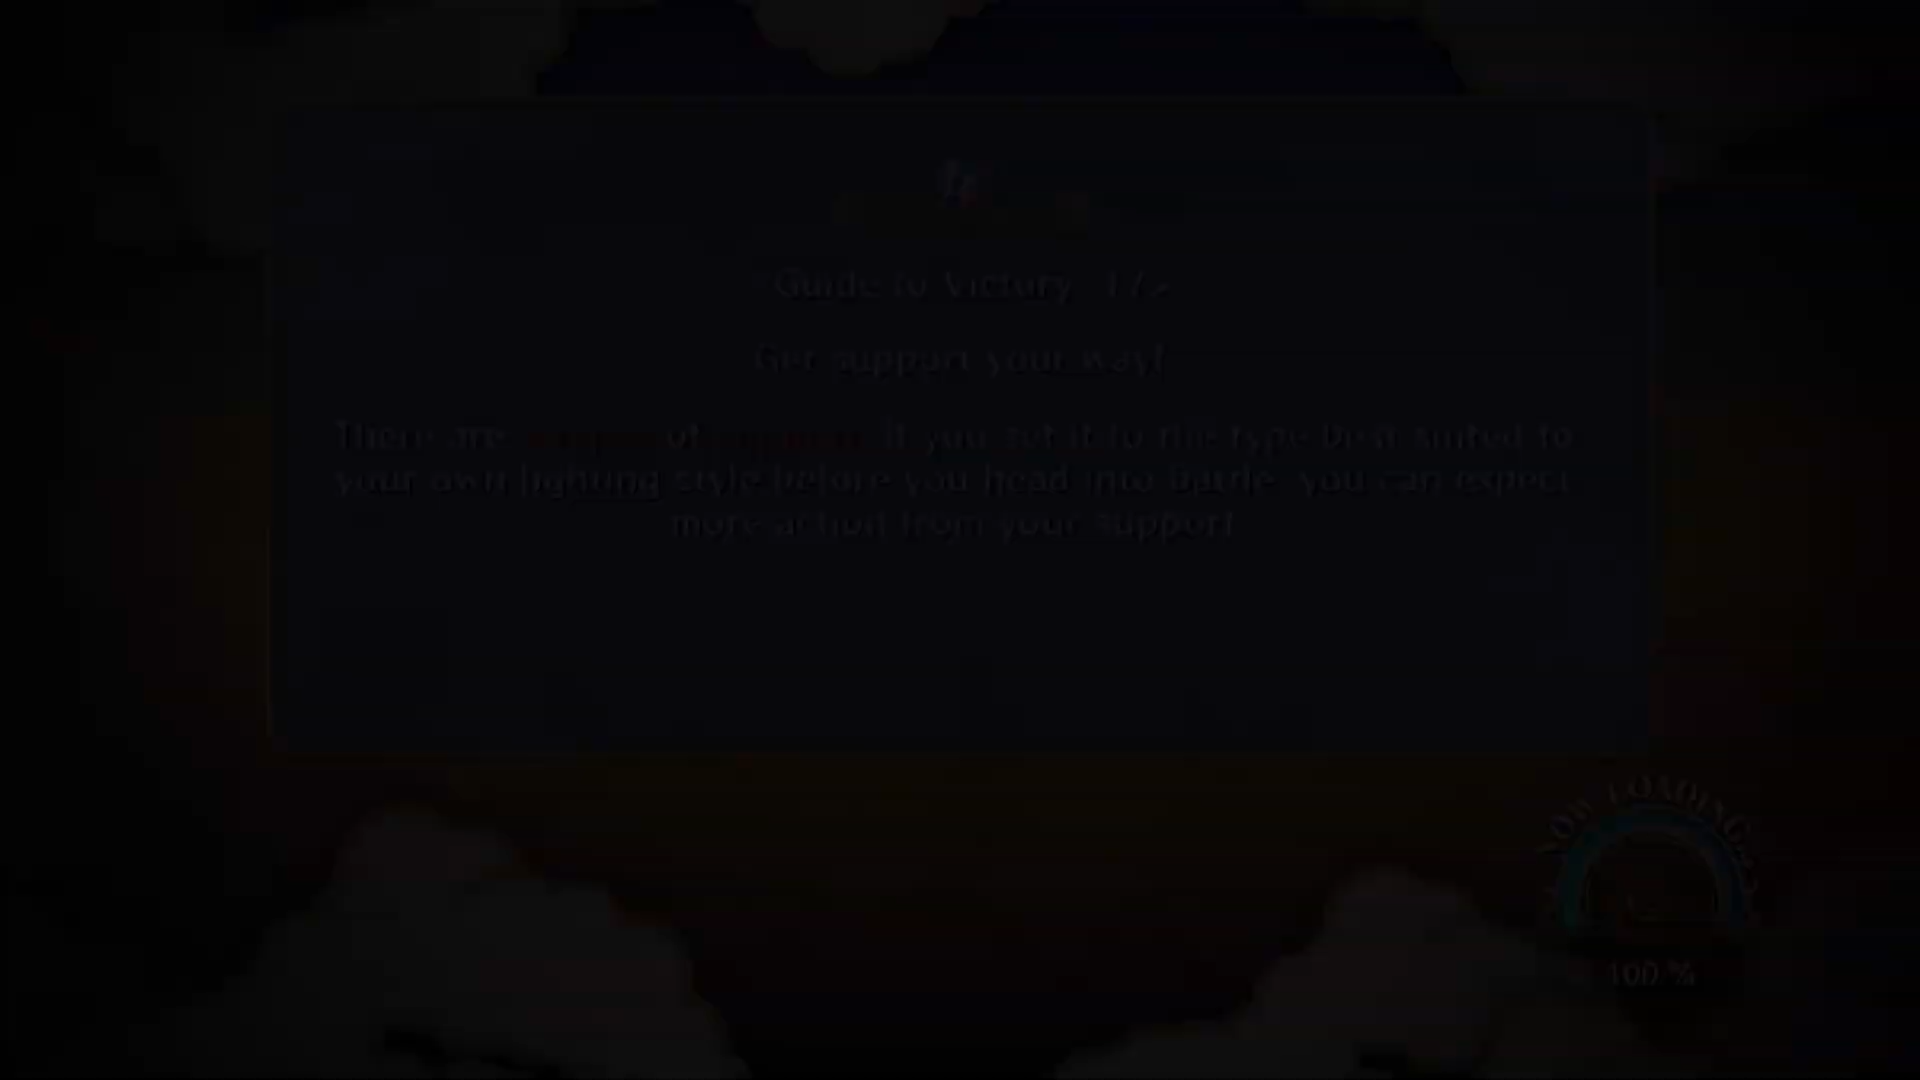 Guide to Victory
Get support your way!
There are of If you set it to the type best suited to
your own fighting style before you head into battle, you can expect
more action from your support
NOW LOADING
100 %